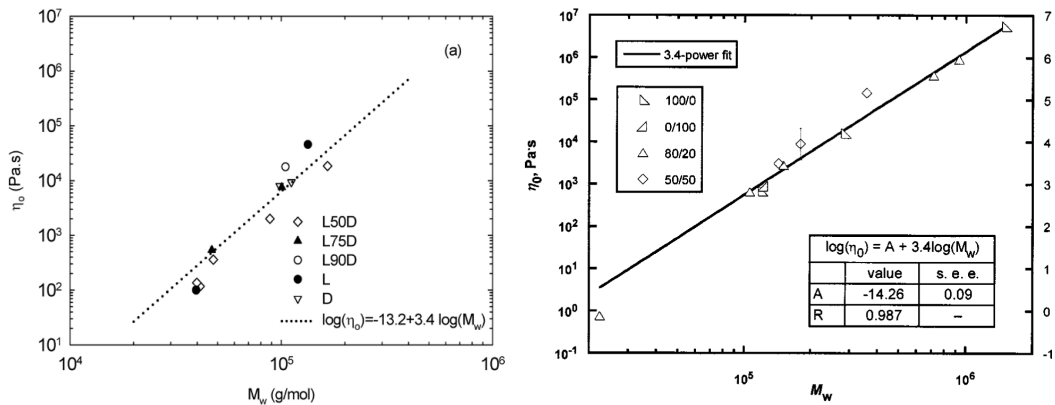 (a)
10^7
10^6
10^5
10^4
10^3
10^2
10^1
η_o (Pa.s)
L50D
L75D
L90D
L
D
log(η_o)=-13.2+3.4 log(M_w)
10^4
10^5
10^6
M_w (g/mol)
10^7
10^6
10^5
10^4
10^3
10^2
10^1
10^0
10^-1
η_0, Pa·s
3.4-power fit
100/0
0/100
80/20
50/50
log(η_0) = A + 3.4log(M_w)
value s. e. e.
A -14.26 0.09
R 0.987 –
7
6
5
4
3
2
1
0
-1
10^5
10^6
M_w